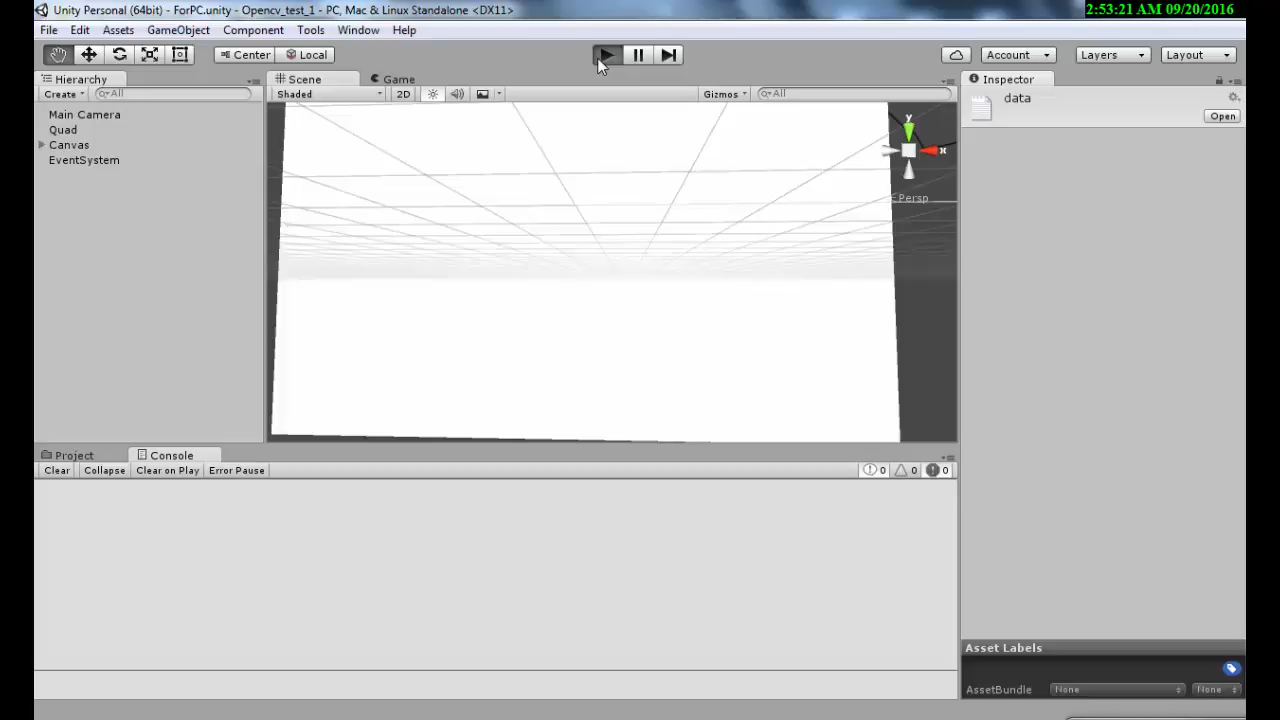 Unity Personal (64bit) - ForPC.unity - Opencv_test_1 - PC, Mac & Linux Standalone <DX11>
2:53:21 AM 09/20/2016
File Edit Assets GameObject Component Tools Window Help
Center Local Account Layers Layout
Hierarchy Scene Game Inspector
Create All Shaded 2D Gizmos All data
Open
Main Camera
Quad
Canvas
EventSystem
y
x
Persp
Project Console
Clear Collapse Clear on Play Error Pause 0 0 0
Asset Labels
AssetBundle None None